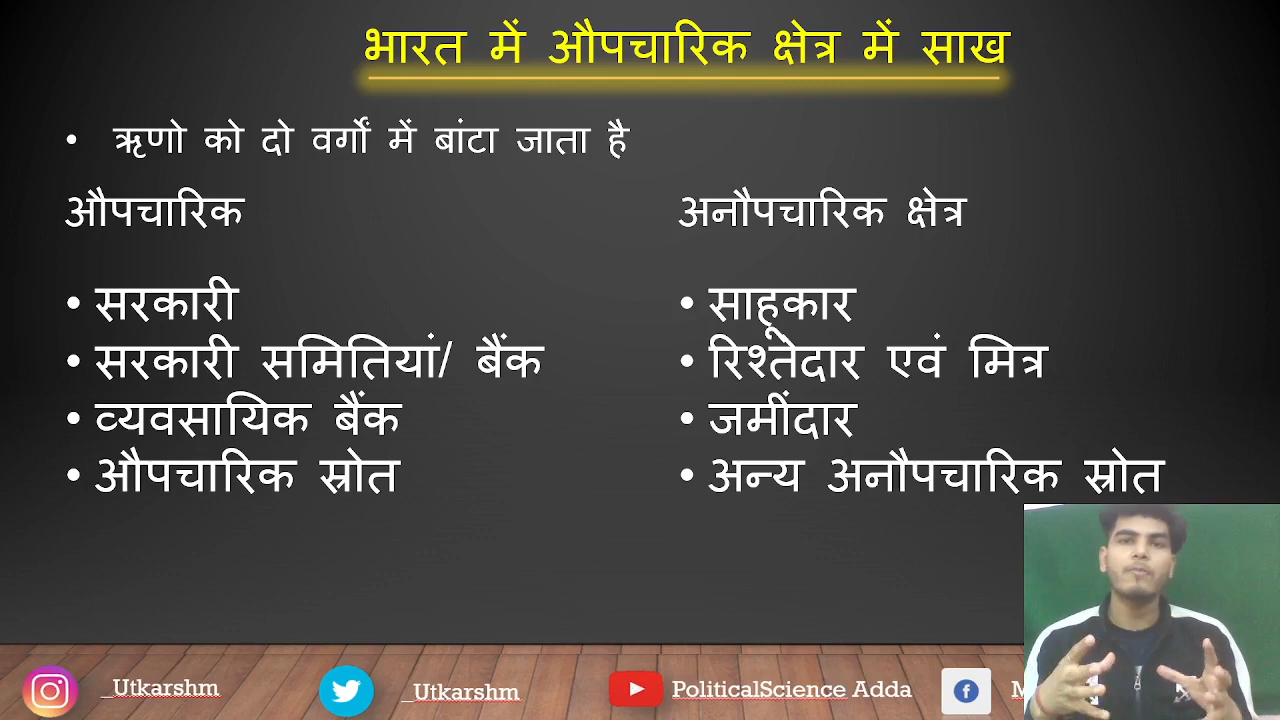 भारत में औपचारिक क्षेत्र में साख
• ऋणो को दो वर्गों में बांटा जाता है
औपचारिक
• सरकारी
• सरकारी समितियां/ बैंक
• व्यवसायिक बैंक
• औपचारिक स्रोत
अनौपचारिक क्षेत्र
• साहूकार
• रिश्तेदार एवं मित्र
• जमींदार
• अन्य अनौपचारिक स्रोत
_Utkarshm
_Utkarshm
PoliticalScience Adda